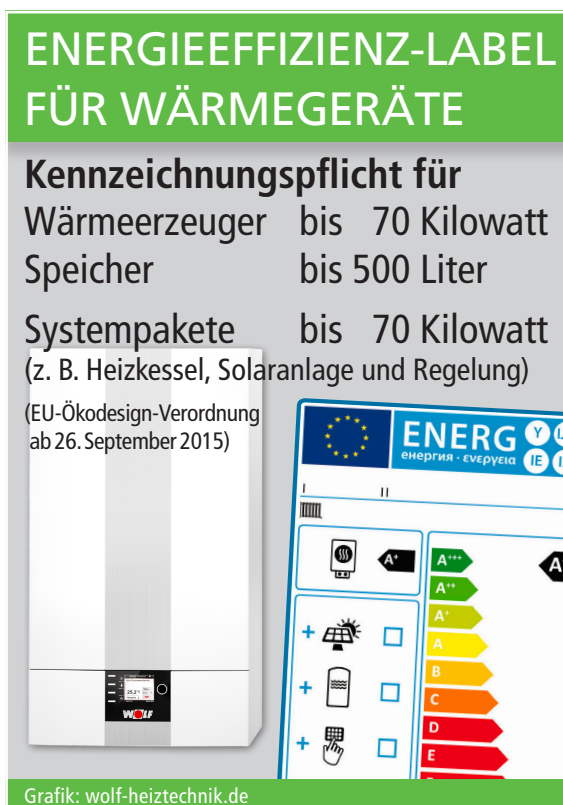 ENERGIEEFFIZIENZ-LABEL
FÜR WÄRMEGERÄTE
Kennzeichnungspflicht für
Wärmeerzeuger bis 70 Kilowatt
Speicher bis 500 Liter
Systempakete bis 70 Kilowatt
(z. B. Heizkessel, Solaranlage und Regelung)
(EU-Ökodesign-Verordnung
ab 26. September 2015)
ENERG Y
енергия · ενεργεια IE
I II
A+
A+++
A++
A+
A
B
C
D
E
A
25,2 °C
WOLF
Grafik: wolf-heiztechnik.de